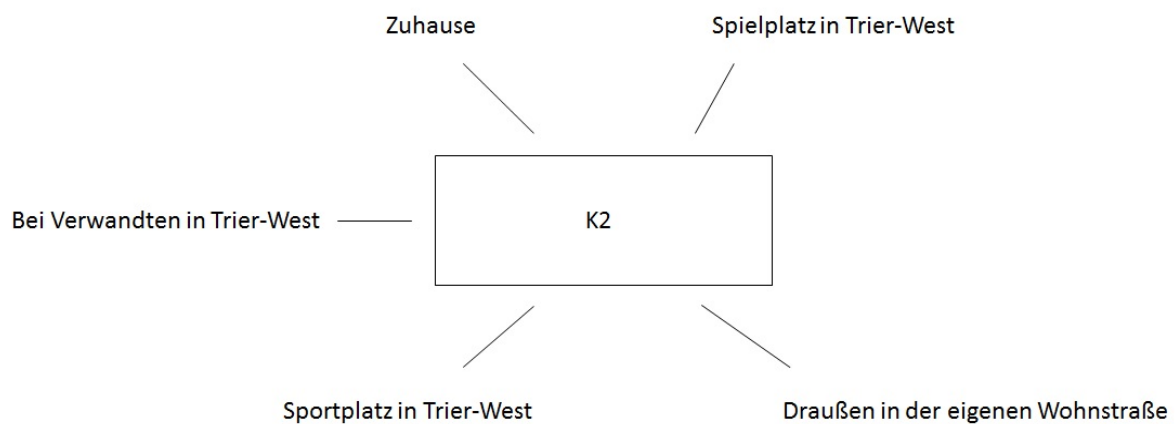 Zuhause
Spielplatz in Trier-West
Bei Verwandten in Trier-West
K2
Sportplatz in Trier-West
Draußen in der eigenen Wohnstraße